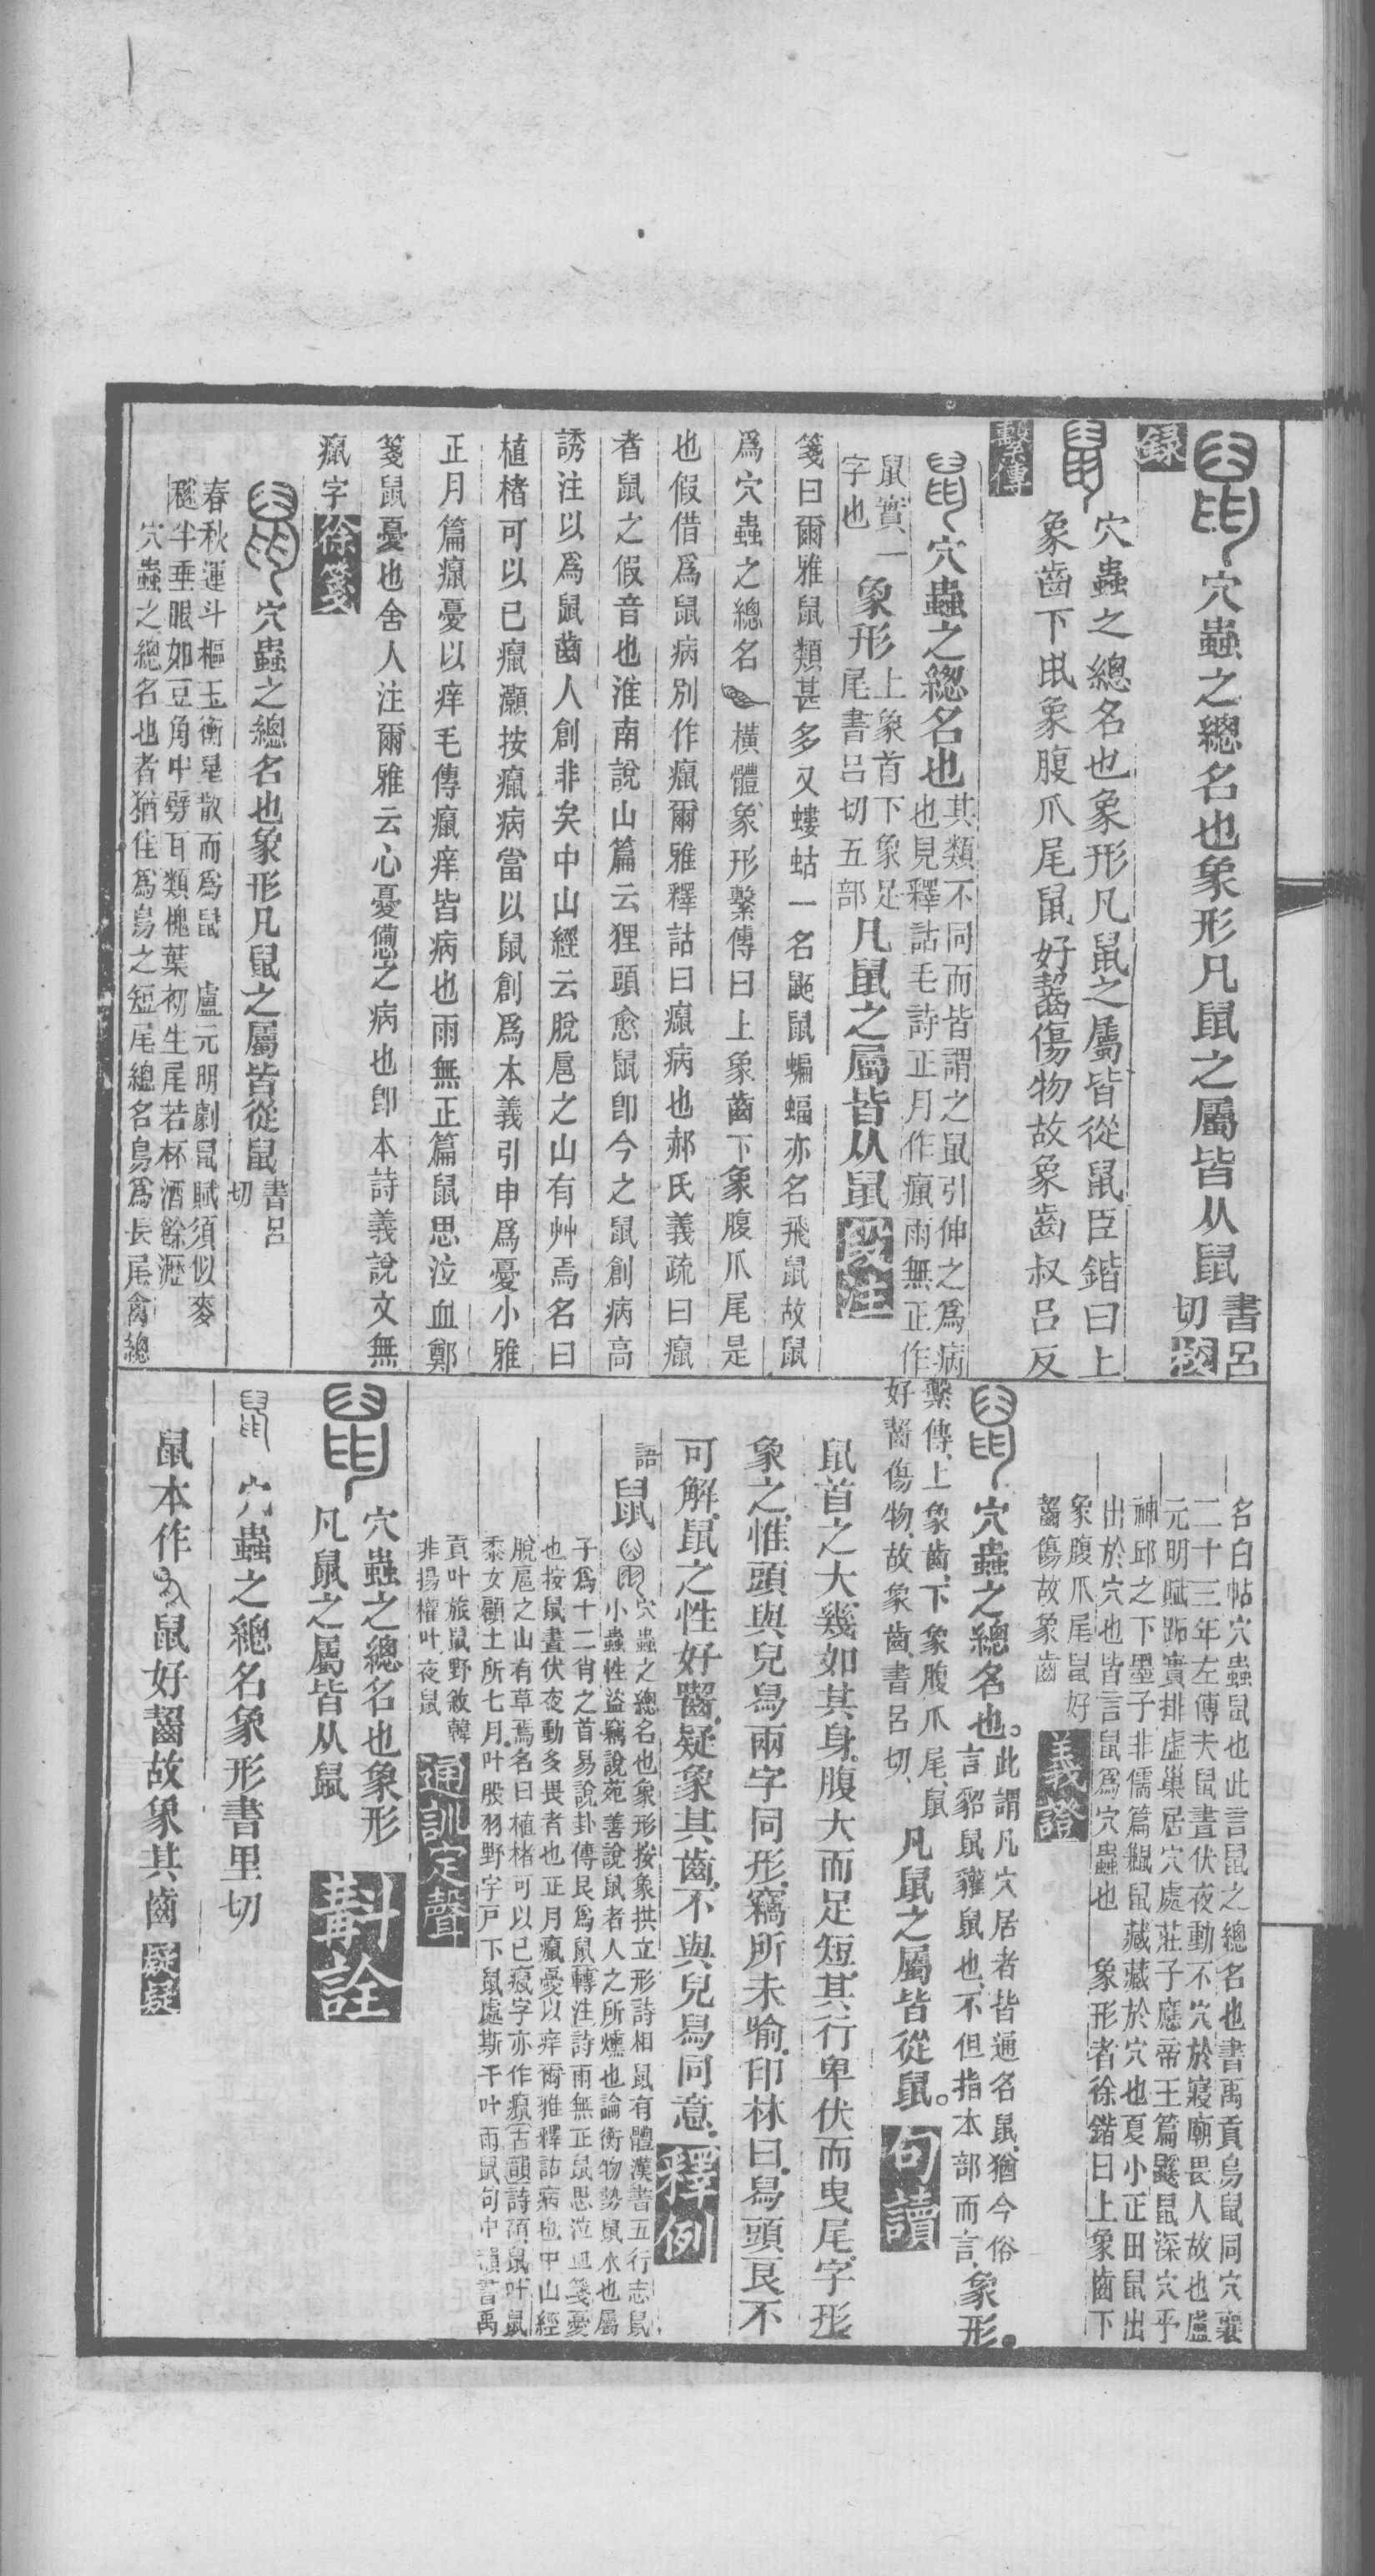 穴蟲之總名也象形凡鼠之屬皆从鼠
書呂
切
錄
穴蟲之總名也象形凡鼠之屬皆從鼠臣鍇曰上
象齒下象腹爪尾鼠好齧傷物故象齒叔呂反
繫傳
穴蟲之總名也
其類不同而皆謂之鼠引伸之爲病
也見釋詁毛詩正月作癙雨無正作
鼠實一
字也
象形
上象首下象足
尾書呂切五部
凡鼠之屬皆从鼠
段注
箋曰爾雅鼠類甚多又螻蛄一名鼫鼠蝙蝠亦名飛鼠故鼠
爲穴蟲之總名
橫體象形繫傳曰上象齒下象腹爪尾是
也假借爲鼠病別作癙爾雅釋詁曰癙病也郝氏義疏曰癙
者鼠之假音也淮南說山篇云狸頭愈鼠卽今之鼠創病高
誘注以爲鼠齒人創非矣中山經云脫扈之山有艸焉名曰
植楮可以已癙灝按癙病當以鼠創爲本義引申爲憂小雅
正月篇癙憂以痒毛傳癙痒皆病也雨無正篇鼠思泣血鄭
箋鼠憂也舍人注爾雅云心憂憊之病也卽本詩義說文無
癙字
徐箋
穴蟲之總名也象形凡鼠之屬皆從鼠
書呂
切
春秋運斗樞玉衡星散而爲鼠 盧元明劇鼠賦須似麥
穟半垂眼如豆角中劈耳類槐葉初生尾若杯酒餘瀝
穴蟲之總名也者猶隹爲鳥之短尾總名鳥爲長尾禽總
名白帖穴蟲鼠也此言鼠之總名也書禹貢鳥鼠同穴襄
二十三年左傳夫鼠晝伏夜動不穴於寢廟畏人故也盧
元明賦跖實排虛巢居穴處莊子應帝王篇鼷鼠深穴乎
神邱之下墨子非儒篇鼸鼠藏藏於穴也夏小正田鼠出
出於穴也皆言鼠爲穴蟲也
象形者徐鍇曰上象齒下
象腹爪尾鼠好
齧傷故象齒
義證
穴蟲之總名也。
此謂凡穴居者皆通名鼠、猶今俗
言貂鼠貛鼠也、不但指本部而言、
象形。
繫傳、上象齒、下象腹爪尾、鼠
好齧傷物、故象齒、書呂切、
凡鼠之屬皆從鼠。
句讀
鼠首之大、幾如其身、腹大而足短、其行卑伏而曳尾、字形
象之、惟頭與兒舄兩字同形、竊所未喻、印林曰、舄頭良不
可解、鼠之性好齧、疑象其齒、不與兒舄同意、
釋例
鼠
語
穴蟲之總名也象形按象拱立形詩相鼠有體漢書五行志鼠
小蟲性盜竊說苑善說鼠者人之所燻也論衡物勢鼠水也屬
子爲十二肖之首易說卦傳艮爲鼠轉注詩雨無正鼠思泣血箋憂
也按鼠晝伏夜動多畏者也正月癙憂以痒爾雅釋詁病也中山經
脫扈之山有草焉名曰植楮可以已癙字亦作癙古韻詩碩鼠叶鼠
黍女顧土所七月叶股羽野宇戸下鼠處斯干叶雨鼠句中韻書禹
貢叶旅鼠野敘韓
非揚權叶夜鼠
通訓定聲
穴蟲之總名也象形
凡鼠之屬皆从鼠
斠詮
穴蟲之總名象形書里切
鼠本作
鼠好齧故象其齒
疑疑